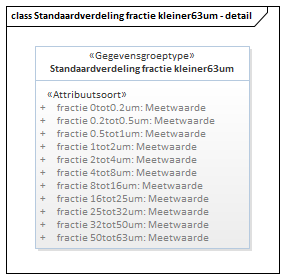 class Standaardverdeling fractie kleiner63um - detail
«Gegevensgroeptype»
Standaardverdeling fractie kleiner63um
«Attribuutsoort»
+ fractie 0tot0.2um: Meetwaarde
+ fractie 0.2tot0.5um: Meetwaarde
+ fractie 0.5tot1um: Meetwaarde
+ fractie 1tot2um: Meetwaarde
+ fractie 2tot4um: Meetwaarde
+ fractie 4tot8um: Meetwaarde
+ fractie 8tot16um: Meetwaarde
+ fractie 16tot25um: Meetwaarde
+ fractie 25tot32um: Meetwaarde
+ fractie 32tot50um: Meetwaarde
+ fractie 50tot63um: Meetwaarde